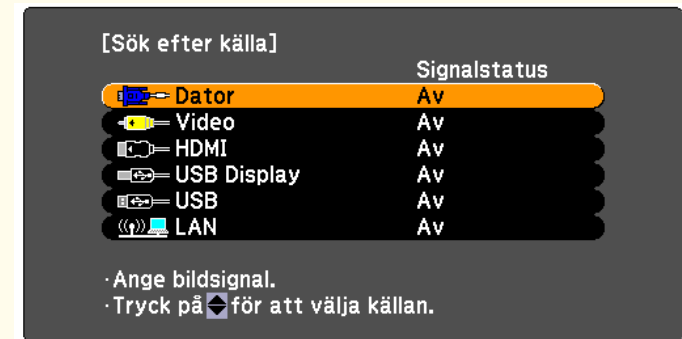 [Sök efter källa]
Signalstatus
Dator Av
Video Av
HDMI Av
USB Display Av
USB Av
LAN Av
·Ange bildsignal.
·Tryck på för att välja källan.